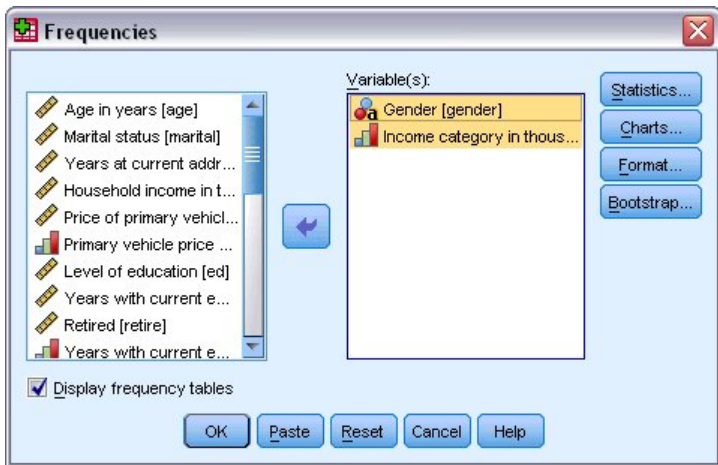 Frequencies
Age in years [age]
Marital status [marital]
Years at current addr...
Household income in t...
Price of primary vehicl...
Primary vehicle price ...
Level of education [ed]
Years with current e...
Retired [retire]
Years with current e...
Variable(s):
a Gender [gender]
Income category in thous...
Statistics...
Charts...
Format...
Bootstrap...
Display frequency tables
OK
Paste
Reset
Cancel
Help